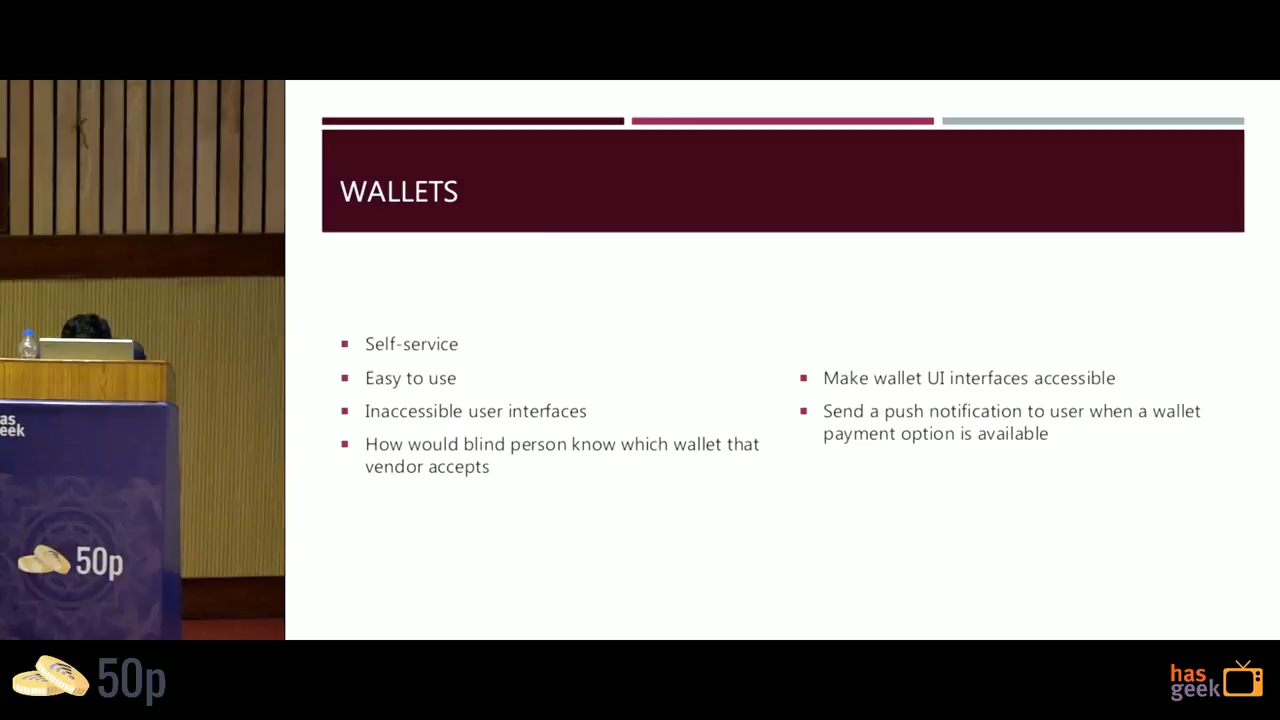 WALLETS
Self-service
Easy to use
Inaccessible user interfaces
How would blind person know which wallet that
vendor accepts
Make wallet UI interfaces accessible
Send a push notification to user when a wallet
payment option is available
as
eek
50p
50p
has
geek